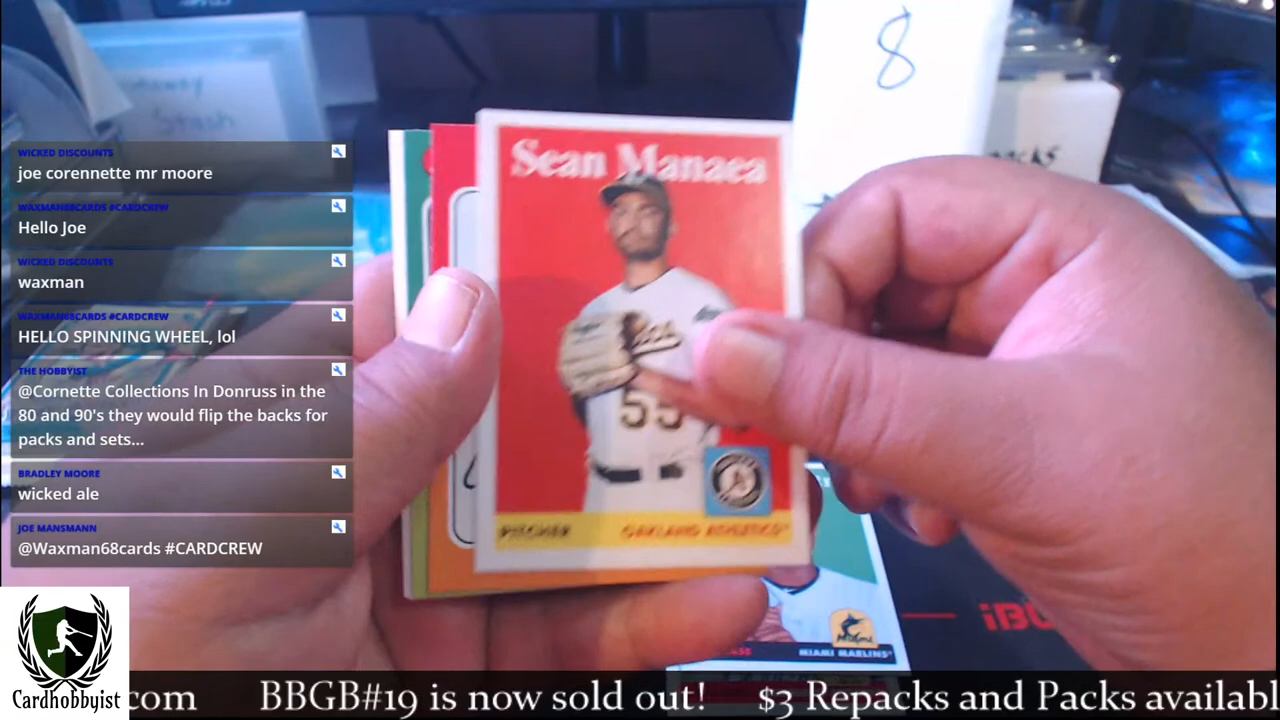 8
WICKED DISCOUNTS
joe corennette mr moore
WAXMAN68CARDS #CARDCREW
Hello Joe
WICKED DISCOUNTS
waxman
WAXMAN68CARDS #CARDCREW
HELLO SPINNING WHEEL, lol
THE HOBBYIST
@Cornette Collections In Donruss in the
80 and 90's they would flip the backs for
packs and sets...
BRADLEY MOORE
wicked ale
JOE MANSMANN
@Waxman68cards #CARDCREW
Stash
Sean Manaea
55
PITCHER OAKLAND ATHLETICS
MIAMI MARLINS
Cardhobbyist
.com BBGB#19 is now sold out! $3 Repacks and Packs availabl